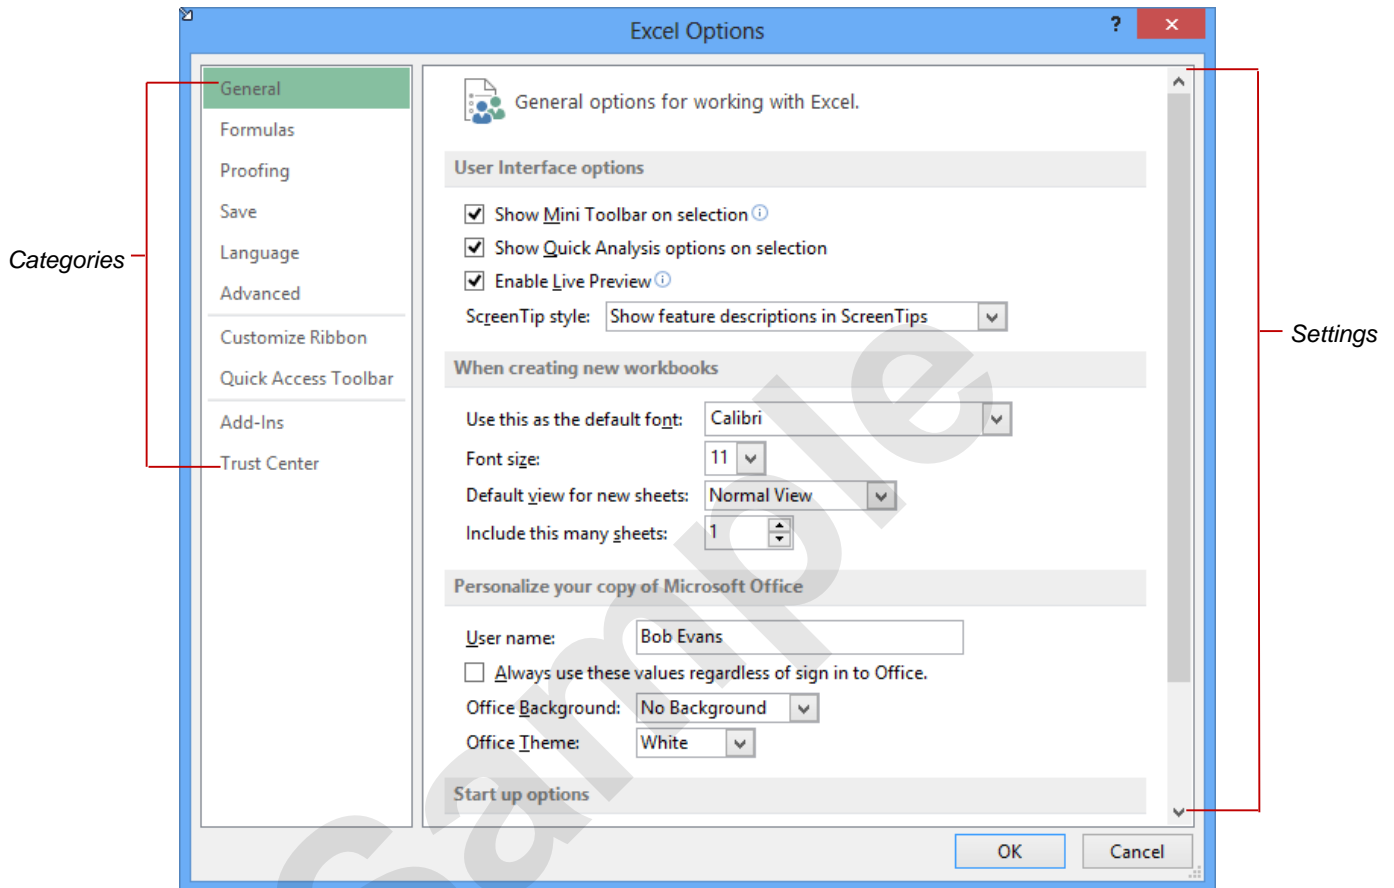 Excel Options
?
General
Formulas
Proofing
Save
Language
Advanced
Customize Ribbon
Quick Access Toolbar
Add-Ins
Trust Center
Categories
General options for working with Excel.
User Interface options
Show Mini Toolbar on selection
Show Quick Analysis options on selection
Enable Live Preview
ScreenTip style: Show feature descriptions in ScreenTips
When creating new workbooks
Use this as the default font: Calibri
Font size: 11
Default view for new sheets: Normal View
Include this many sheets: 1
Personalize your copy of Microsoft Office
User name: Bob Evans
Always use these values regardless of sign in to Office.
Office Background: No Background
Office Theme: White
Start up options
Settings
OK Cancel
Sample